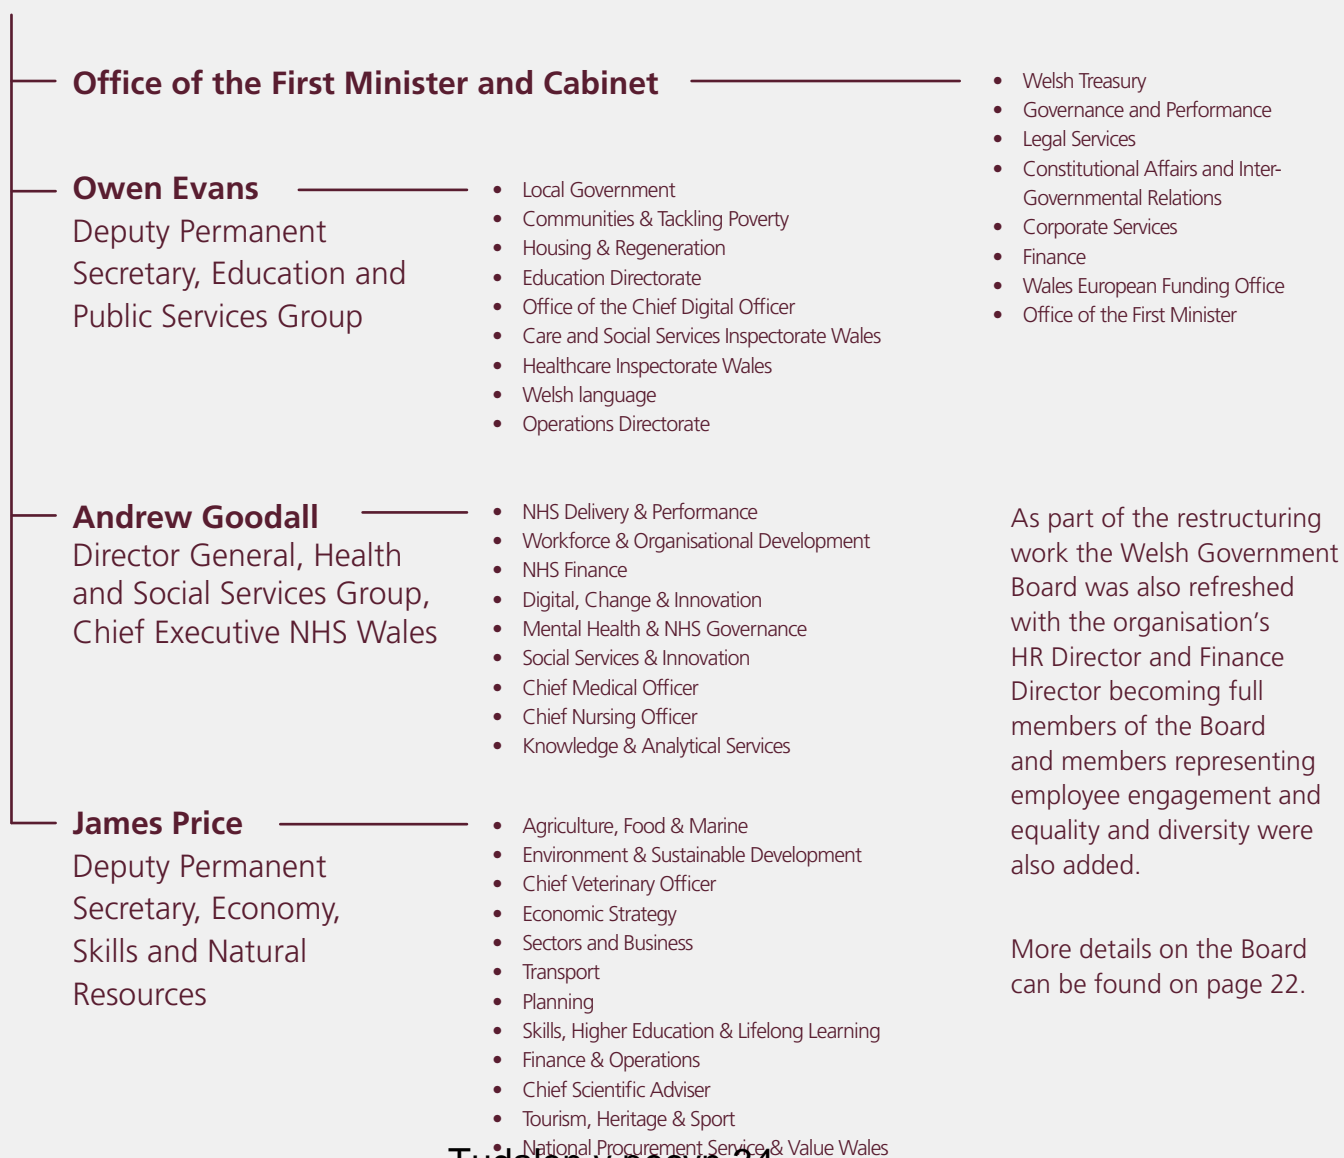 Office of the First Minister and Cabinet
• Welsh Treasury
• Governance and Performance
• Legal Services
• Constitutional Affairs and Inter-
Governmental Relations
• Corporate Services
• Finance
• Wales European Funding Office
• Office of the First Minister
Owen Evans
Deputy Permanent
Secretary, Education and
Public Services Group
• Local Government
• Communities & Tackling Poverty
• Housing & Regeneration
• Education Directorate
• Office of the Chief Digital Officer
• Care and Social Services Inspectorate Wales
• Healthcare Inspectorate Wales
• Welsh language
• Operations Directorate
Andrew Goodall
Director General, Health
and Social Services Group,
Chief Executive NHS Wales
• NHS Delivery & Performance
• Workforce & Organisational Development
• NHS Finance
• Digital, Change & Innovation
• Mental Health & NHS Governance
• Social Services & Innovation
• Chief Medical Officer
• Chief Nursing Officer
• Knowledge & Analytical Services
James Price
Deputy Permanent
Secretary, Economy,
Skills and Natural
Resources
• Agriculture, Food & Marine
• Environment & Sustainable Development
• Chief Veterinary Officer
• Economic Strategy
• Sectors and Business
• Transport
• Planning
• Skills, Higher Education & Lifelong Learning
• Finance & Operations
• Chief Scientific Adviser
• Tourism, Heritage & Sport
• National Procurement Service & Value Wales
As part of the restructuring
work the Welsh Government
Board was also refreshed
with the organisation's
HR Director and Finance
Director becoming full
members of the Board
and members representing
employee engagement and
equality and diversity were
also added.
More details on the Board
can be found on page 22.
Tudalen y pecyn